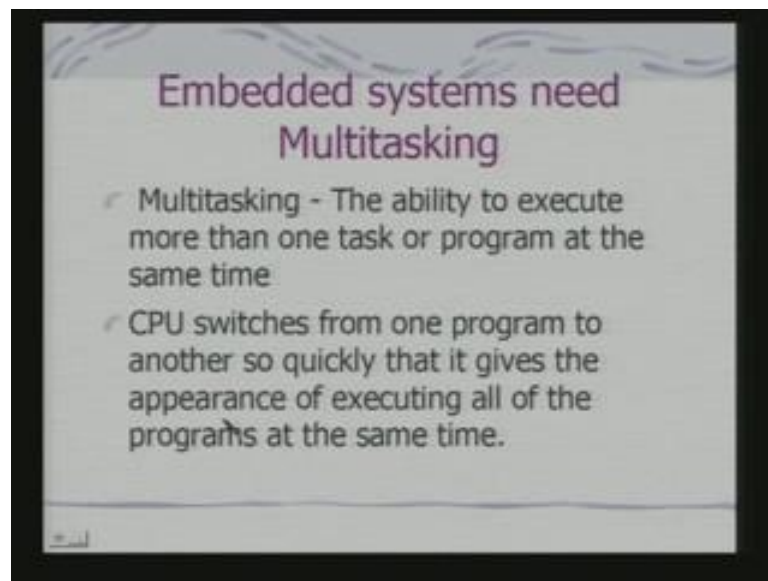 Embedded systems need
Multitasking
Multitasking - The ability to execute
more than one task or program at the
same time
CPU switches from one program to
another so quickly that it gives the
appearance of executing all of the
programs at the same time.